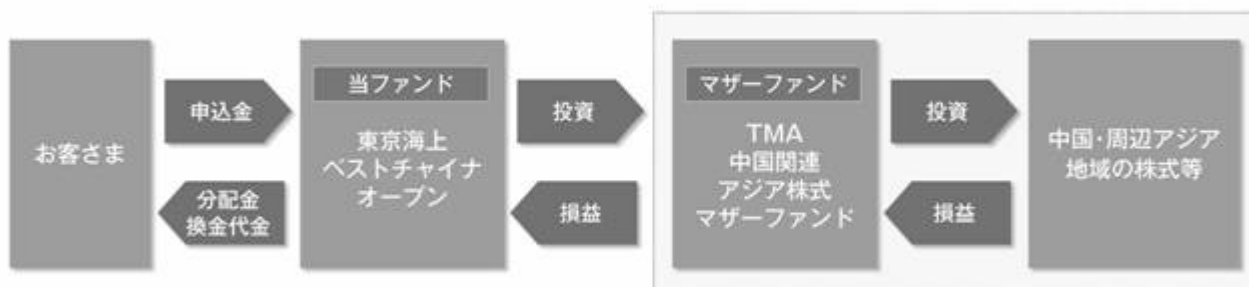 お客さま
申込金
分配金
換金代金
当ファンド
東京海上
ベストチャイナ
オープン
投資
損益
マザーファンド
TMA
中国関連
アジア株式
マザーファンド
投資
損益
中国・周辺アジア
地域の株式等